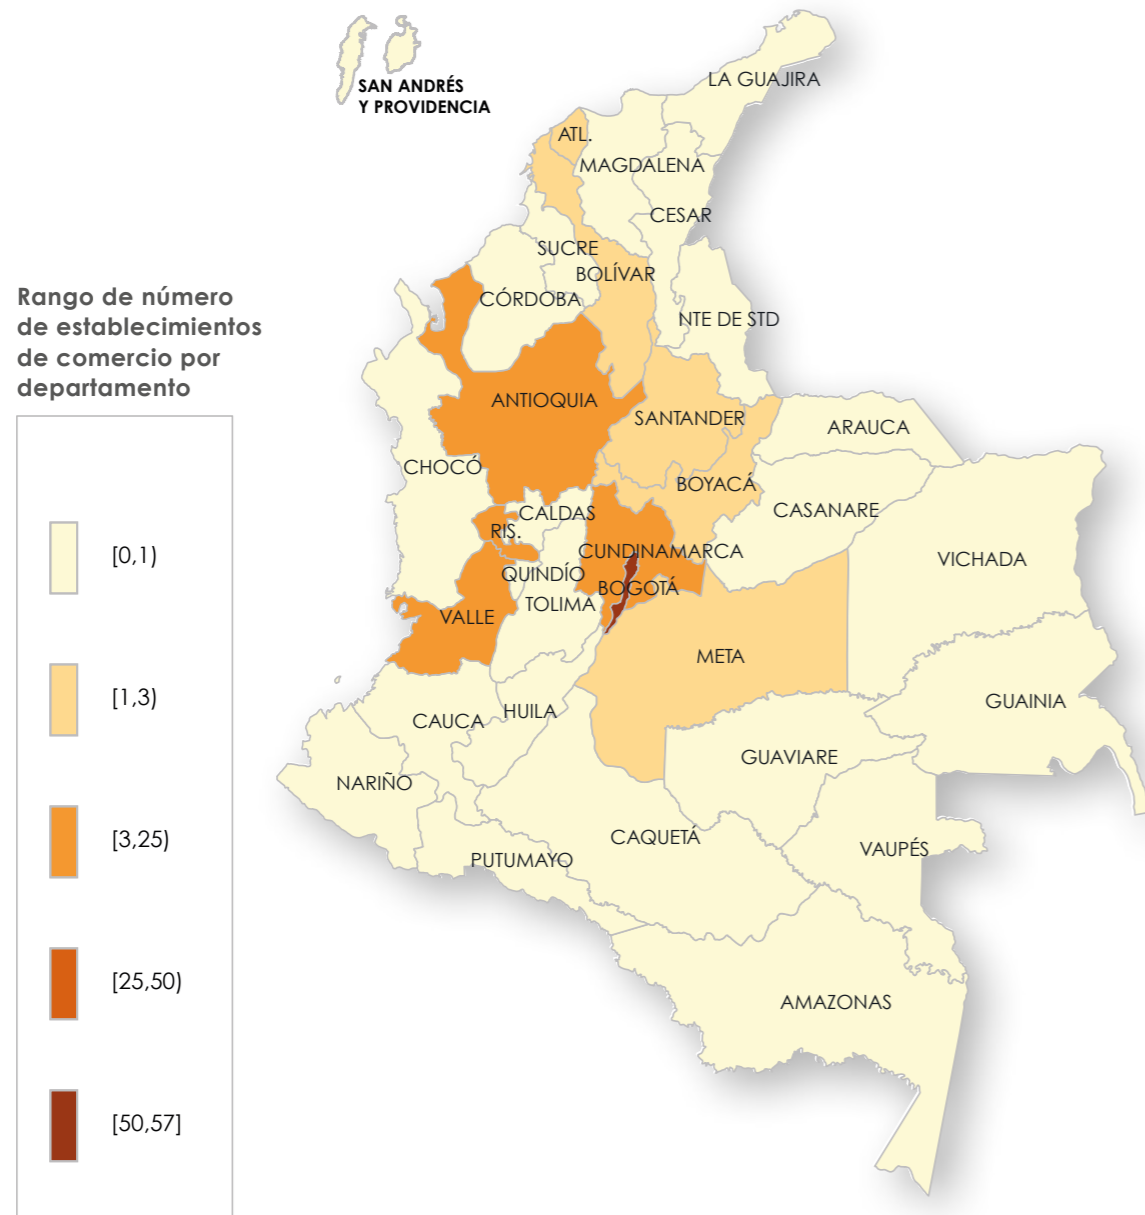 SAN ANDRÉS
Y PROVIDENCIA
LA GUAJIRA
ATL.
MAGDALENA
CESAR
SUCRE
BOLÍVAR
CÓRDOBA
NTE DE STD
Rango de número
de establecimientos
de comercio por
departamento
[0,1)
[1,3)
[3,25)
[25,50)
[50,57]
ANTIOQUIA
SANTANDER
ARAUCA
CHOCÓ
BOYACÁ
CASANARE
CALDAS
RIS.
CUNDINAMARCA
VICHADA
QUINDÍO
BOGOTÁ
TOLIMA
VALLE
META
GUAINIA
HUILA
CAUCA
GUAVIARE
NARIÑO
CAQUETÁ
VAUPÉS
PUTUMAYO
AMAZONAS